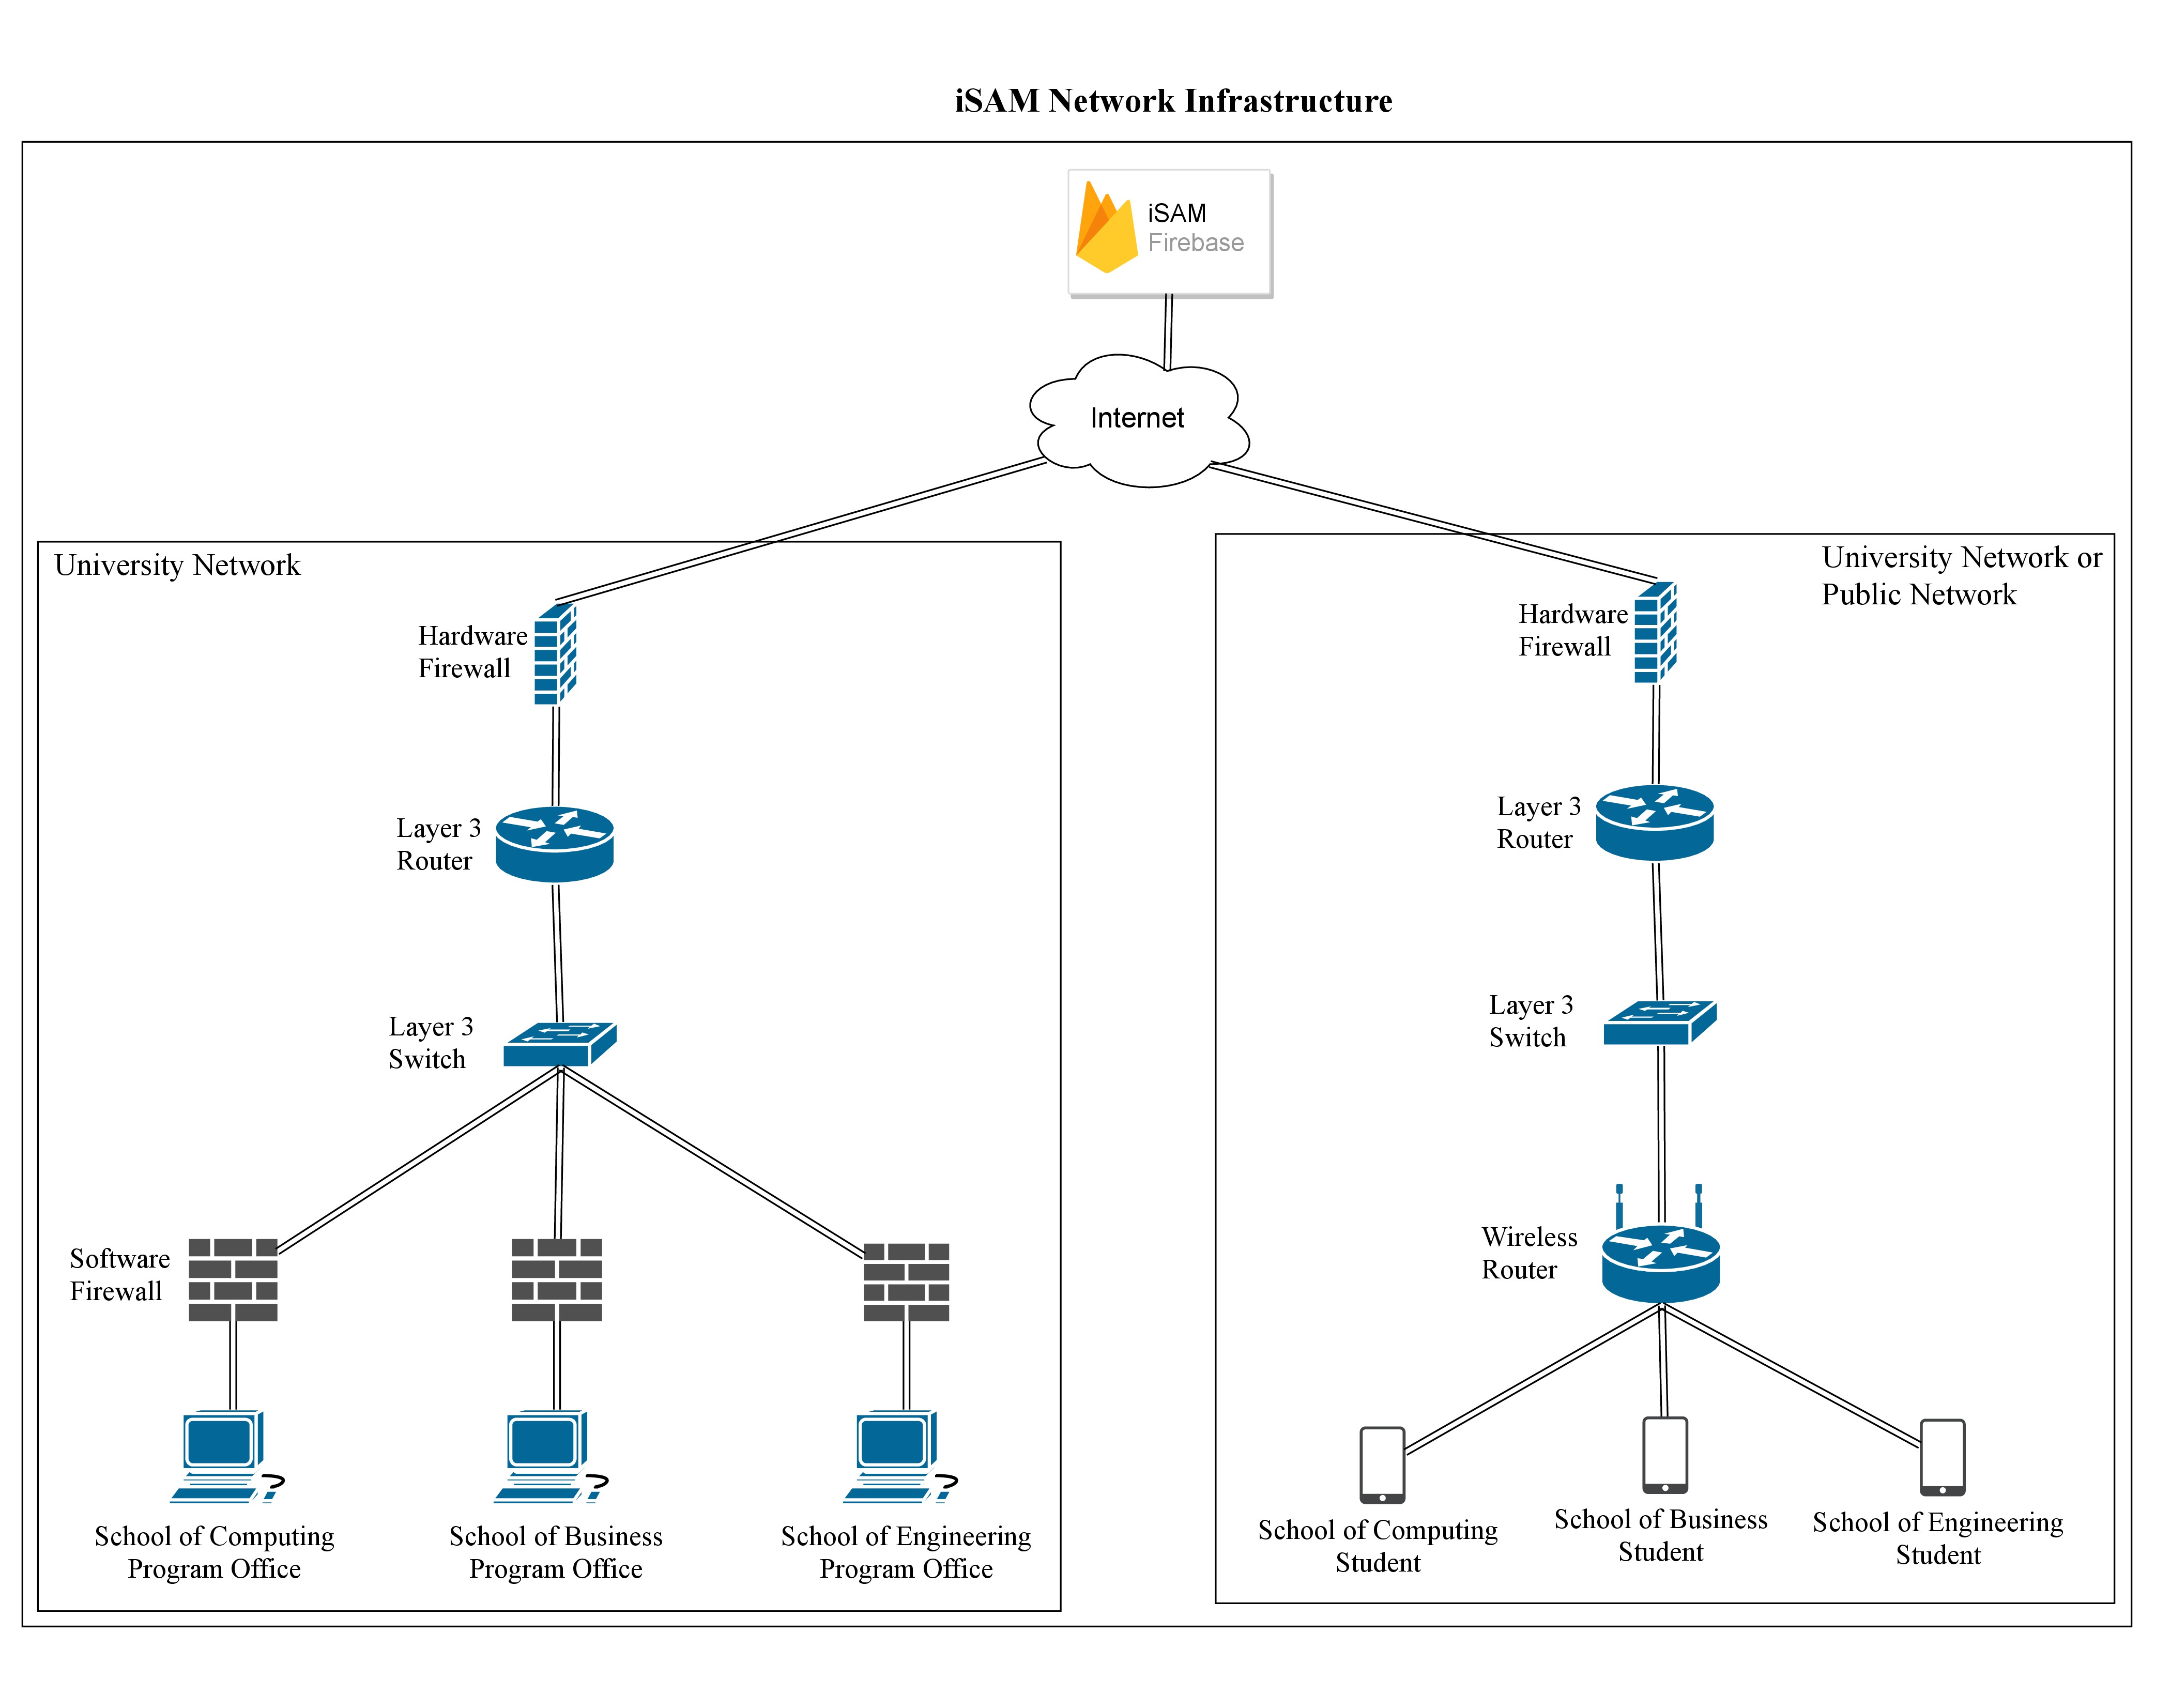 iSAM Network Infrastructure
iSAM
Firebase
Internet
University Network
Hardware
Firewall
Layer 3
Router
Layer 3
Switch
Software
Firewall
School of Computing
Program Office
School of Business
Program Office
School of Engineering
Program Office
University Network or
Public Network
Hardware
Firewall
Layer 3
Router
Layer 3
Switch
Wireless
Router
School of Computing
Student
School of Business
Student
School of Engineering
Student